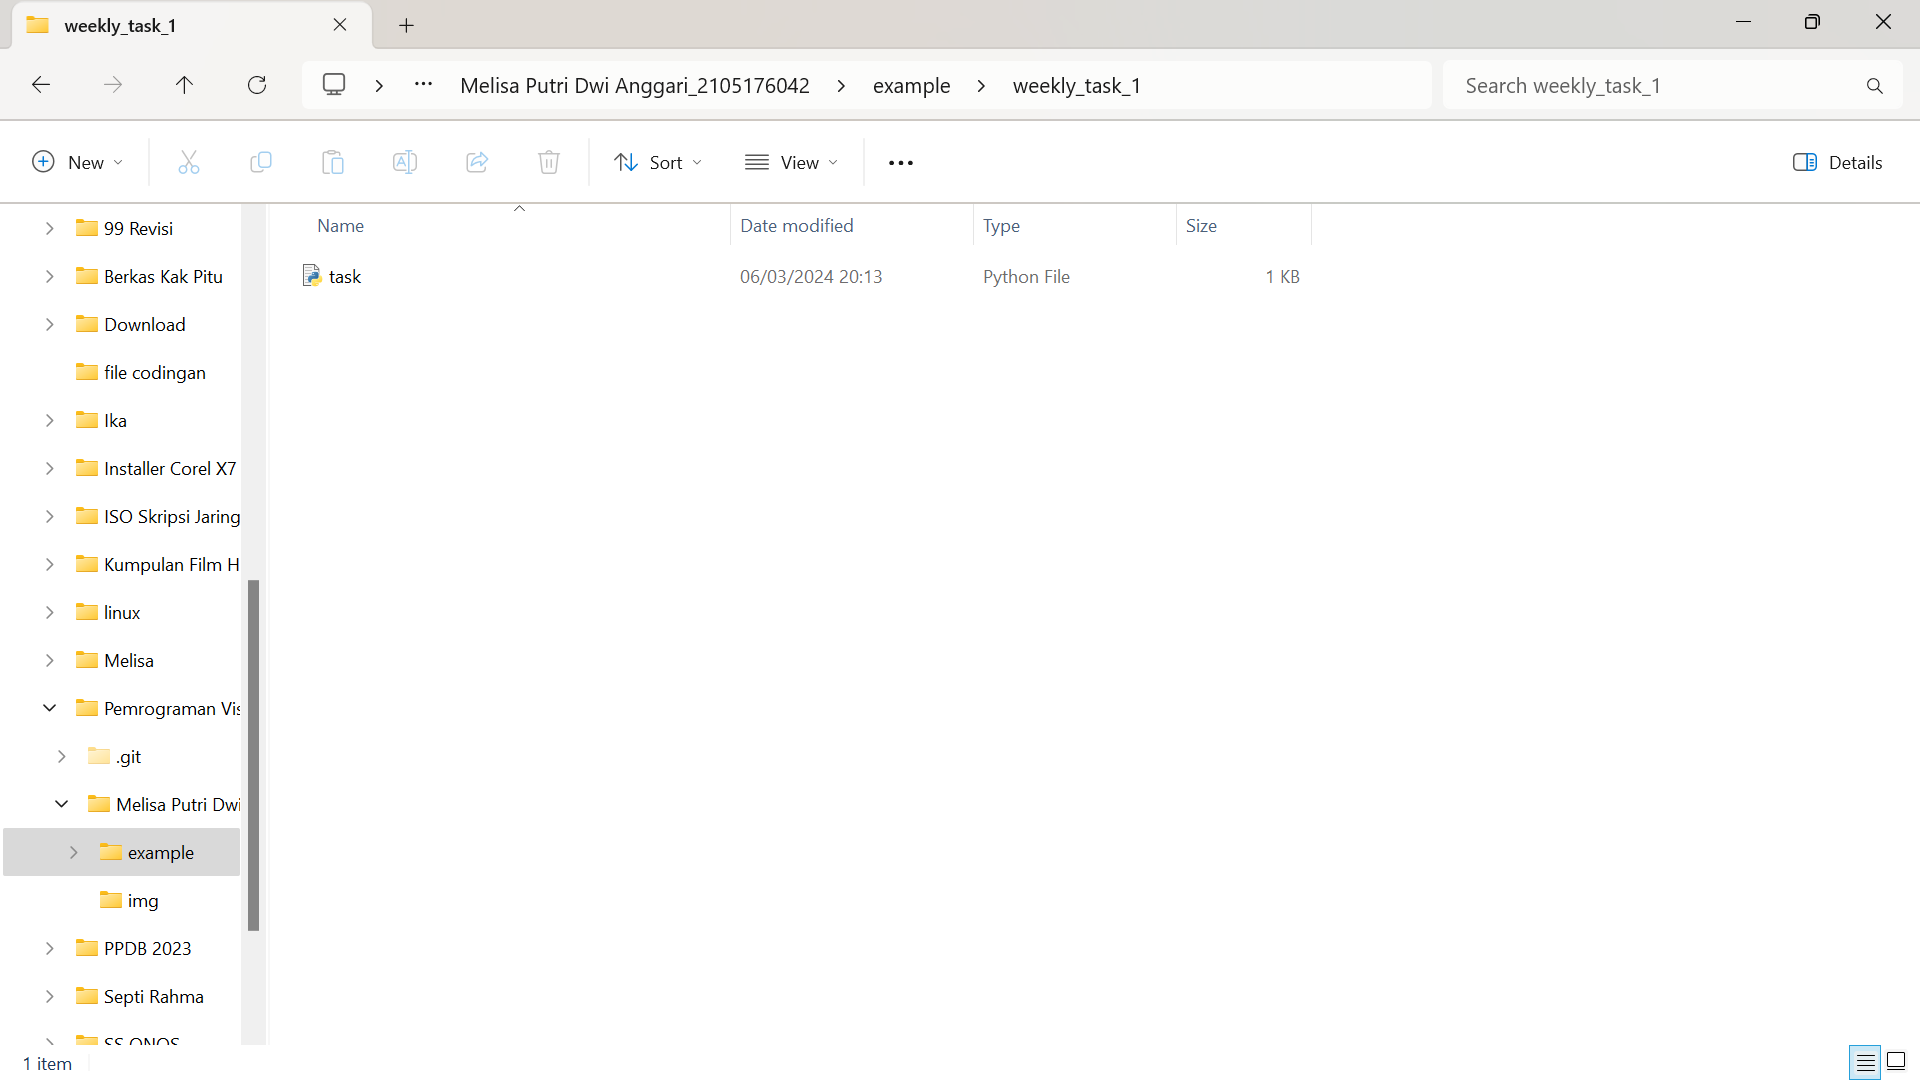 weekly_task_1
Melisa Putri Dwi Anggari_2105176042 example weekly_task_1
Search weekly_task_1
New Sort View Details
Name Date modified Type Size
task 06/03/2024 20:13 Python File 1 KB
99 Revisi
Berkas Kak Pitu
Download
file codingan
Ika
Installer Corel X7
ISO Skripsi Jaring
Kumpulan Film H
linux
Melisa
Pemrograman Vis
.git
Melisa Putri Dwi
example
img
PPDB 2023
Septi Rahma
SS ONOS
1 item